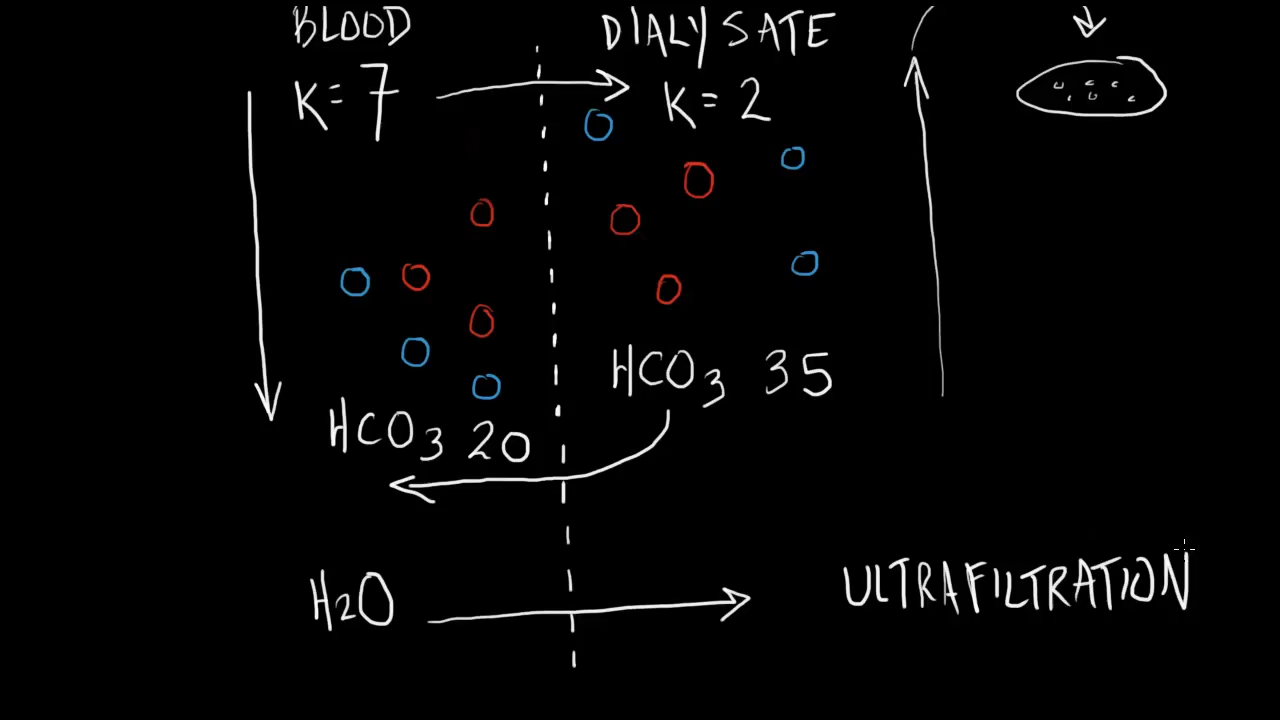 BLOOD
K = 7
DIALYSATE
K = 2
HCO3 35
HCO3 20
H2O
ULTRAFILTRATION